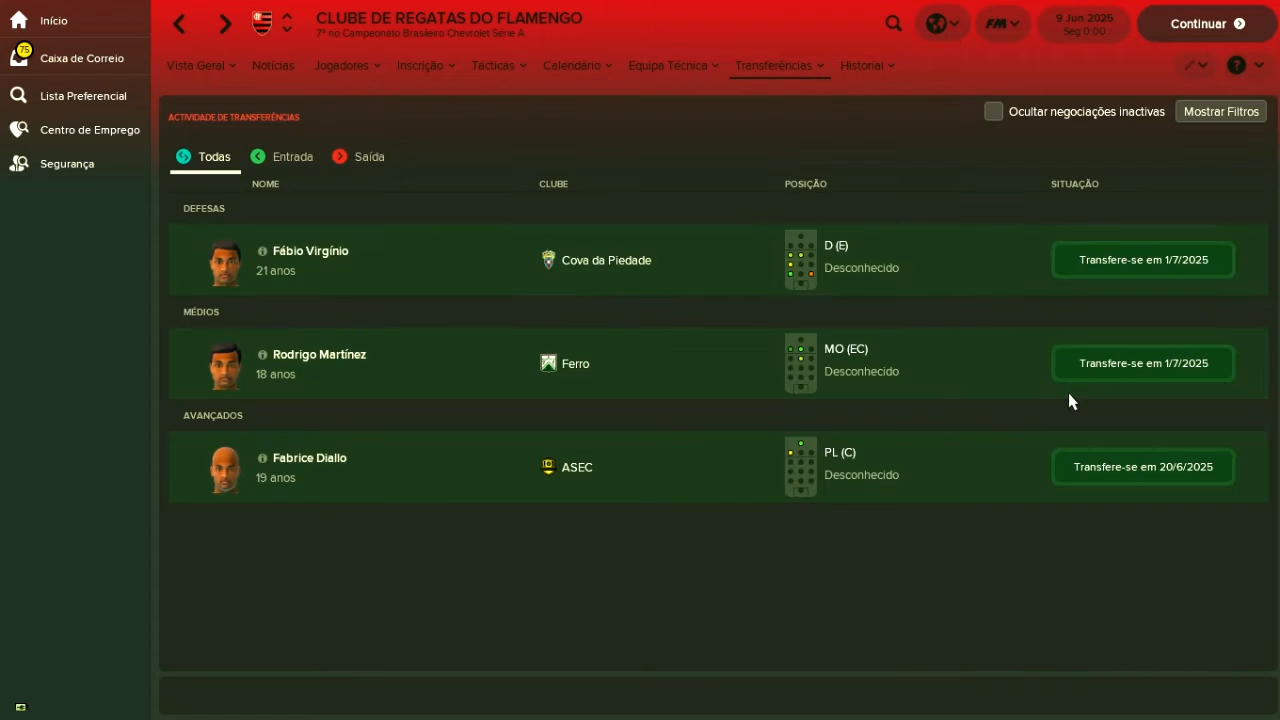 Início
75
Caixa de Correio
Lista Preferencial
Centro de Emprego
Segurança
CLUBE DE REGATAS DO FLAMENGO
7º no Campeonato Brasileiro Chevrolet Serie A
FM
9 Jun 2025
Seg 0:00
Continuar
Vista Geral
Notícias
Jogadores
Inscrição
Tácticas
Calendário
Equipa Técnica
Transferências
Historial
?
ACTIVIDADE DE TRANSFERÊNCIAS
Ocultar negociações inactivas
Mostrar Filtros
Todas
Entrada
Saída
NOME
CLUBE
POSIÇÃO
SITUAÇÃO
DEFESAS
Fábio Virgínio
21 anos
Cova da Piedade
D (E)
Desconhecido
Transfere-se em 1/7/2025
MÉDIOS
Rodrigo Martínez
18 anos
Ferro
MO (EC)
Desconhecido
Transfere-se em 1/7/2025
AVANÇADOS
Fabrice Diallo
19 anos
ASEC
PL (C)
Desconhecido
Transfere-se em 20/6/2025